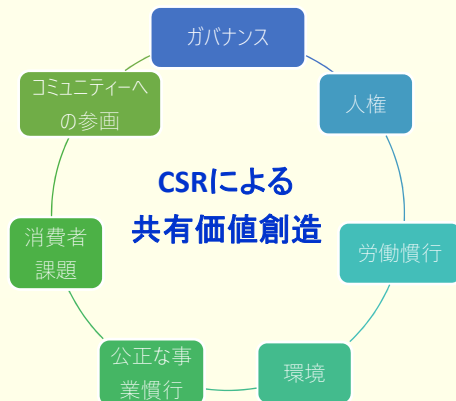 ガバナンス
コミュニティーへ
の参画
人権
CSRによる
共有価値創造
消費者
課題
労働慣行
公正な事
業慣行
環境